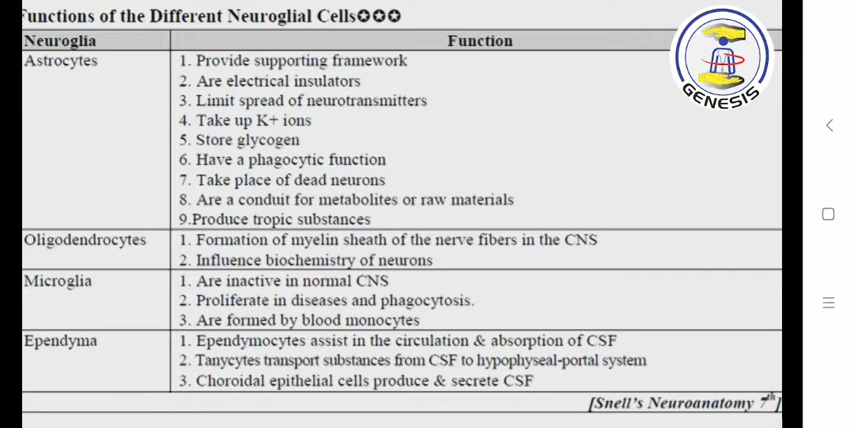 Functions of the Different Neuroglial Cells✪✪✪
Neuroglia Function
Astrocytes 1. Provide supporting framework
2. Are electrical insulators
3. Limit spread of neurotransmitters
4. Take up K+ ions
5. Store glycogen
6. Have a phagocytic function
7. Take place of dead neurons
8. Are a conduit for metabolites or raw materials
9.Produce tropic substances
Oligodendrocytes 1. Formation of myelin sheath of the nerve fibers in the CNS
2. Influence biochemistry of neurons
Microglia 1. Are inactive in normal CNS
2. Proliferate in diseases and phagocytosis.
3. Are formed by blood monocytes
Ependyma 1. Ependymocytes assist in the circulation & absorption of CSF
2. Tanycytes transport substances from CSF to hypophyseal-portal system
3. Choroidal epithelial cells produce & secrete CSF
[Snell's Neuroanatomy 7th]
GENESIS